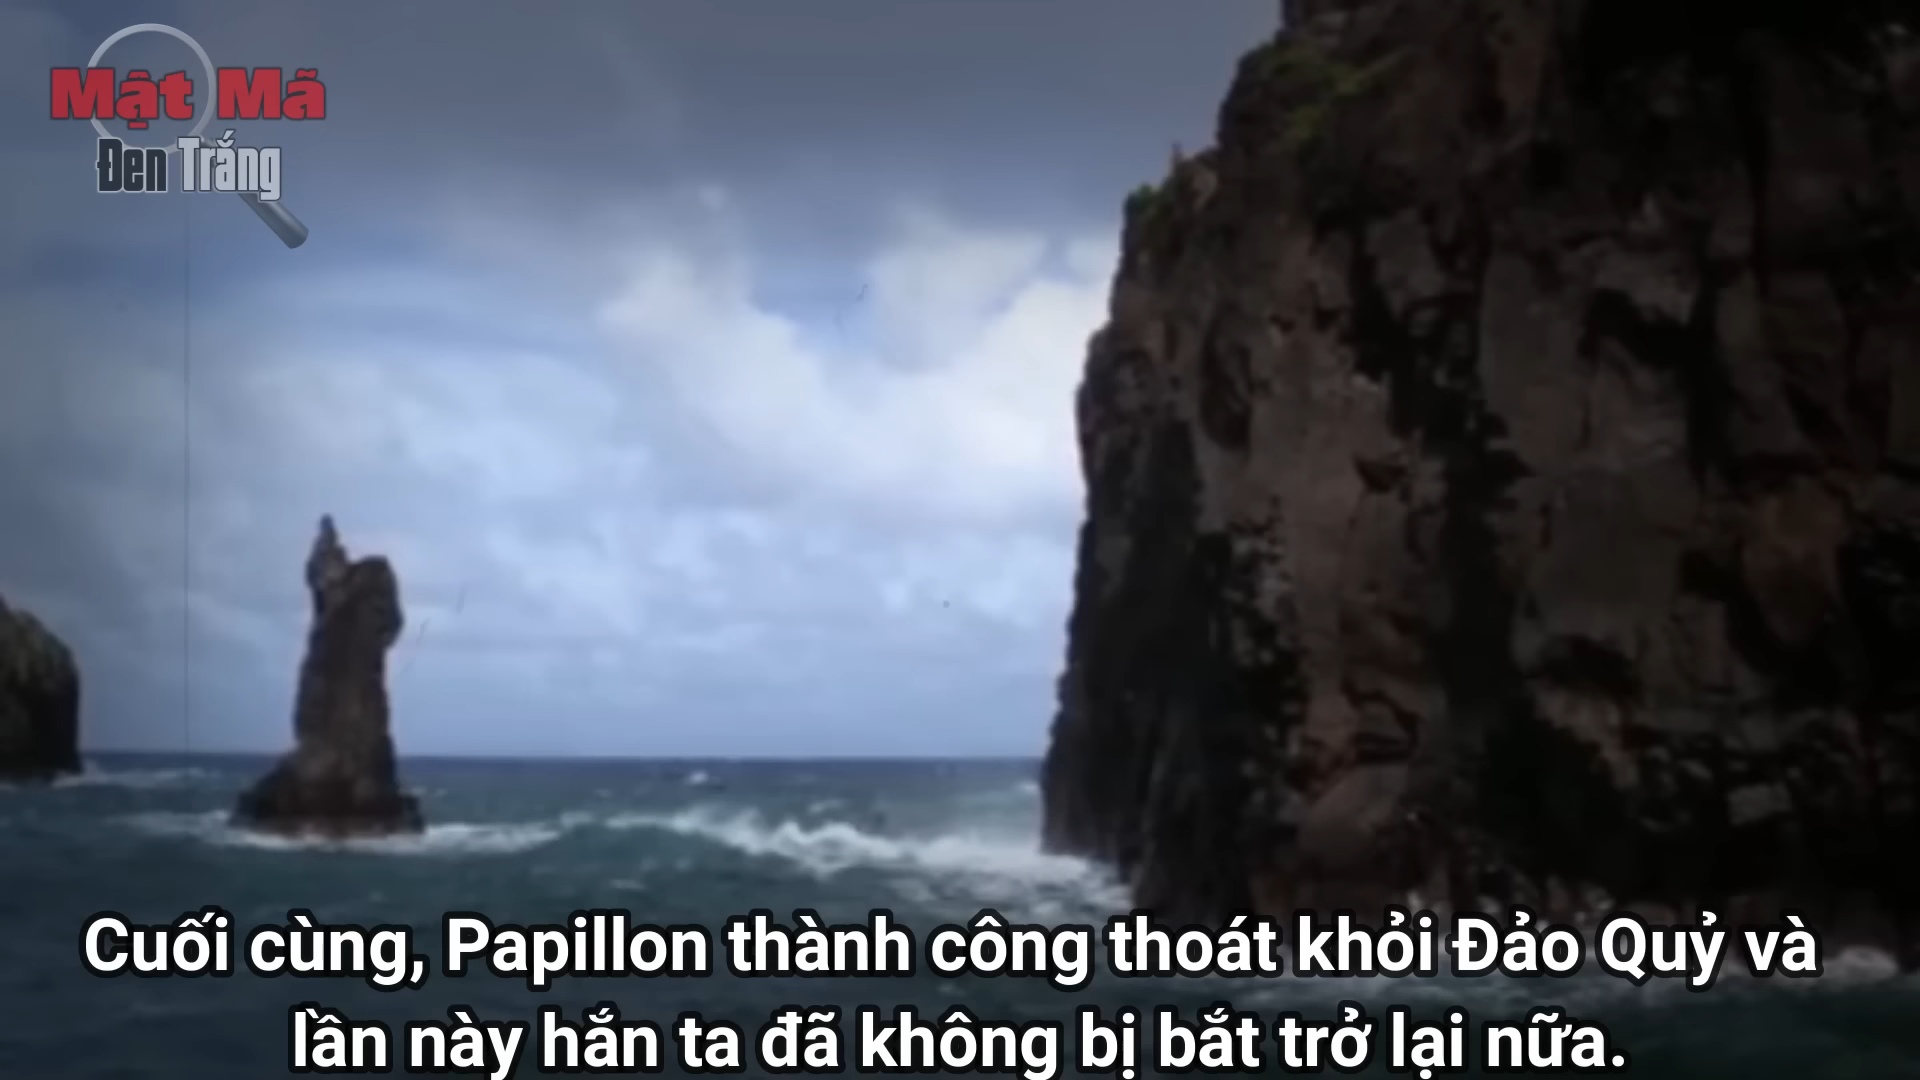 Mật Mã
Đen Trắng
Cuối cùng, Papillon thành công thoát khỏi Đảo Quỷ và
lần này hắn ta đã không bị bắt trở lại nữa.